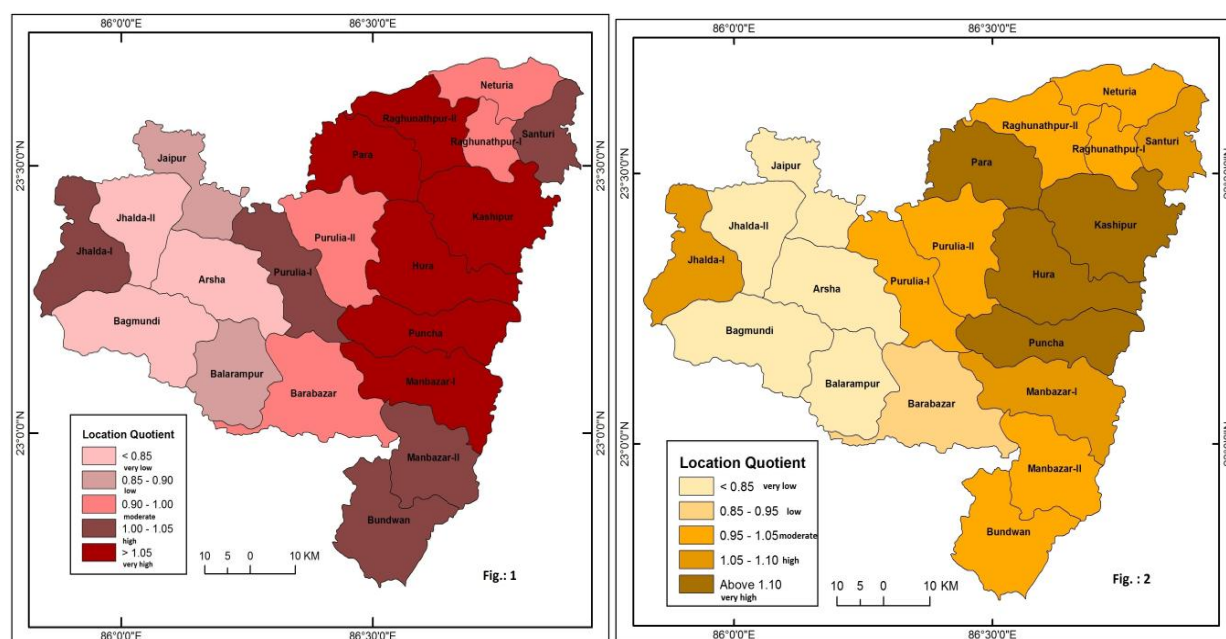 86°0'0"E 86°30'0"E
23°30'0"N
23°0'0"N
Neturia
Raghunathpur-II
Raghunathpur-I
Santuri
Para
Jaipur
Kashipur
Jhalda-II
Purulia-II
Jhalda-I
Purulia-I
Hura
Arsha
Bagmundi
Puncha
Manbazar-I
Balarampur
Barabazar
Manbazar-II
Bundwan
Location Quotient
< 0.85
very low
0.85 - 0.90
low
0.90 - 1.00
moderate
1.00 - 1.05
high
> 1.05
very high
10 5 0 10 KM
Fig.: 1
86°0'0"E 86°30'0"E
86°0'0"E 86°30'0"E
23°30'0"N
23°0'0"N
Neturia
Raghunathpur-II
Raghunathpur-I
Santuri
Para
Jaipur
Kashipur
Jhalda-II
Purulia-II
Jhalda-I
Purulia-I
Hura
Arsha
Bagmundi
Puncha
Balarampur
Manbazar-I
Barabazar
Manbazar-II
Bundwan
Location Quotient
< 0.85 very low
0.85 - 0.95 low
0.95 - 1.05 moderate
1.05 - 1.10 high
Above 1.10
very high
10 5 0 10 KM
Fig. : 2
86°0'0"E 86°30'0"E